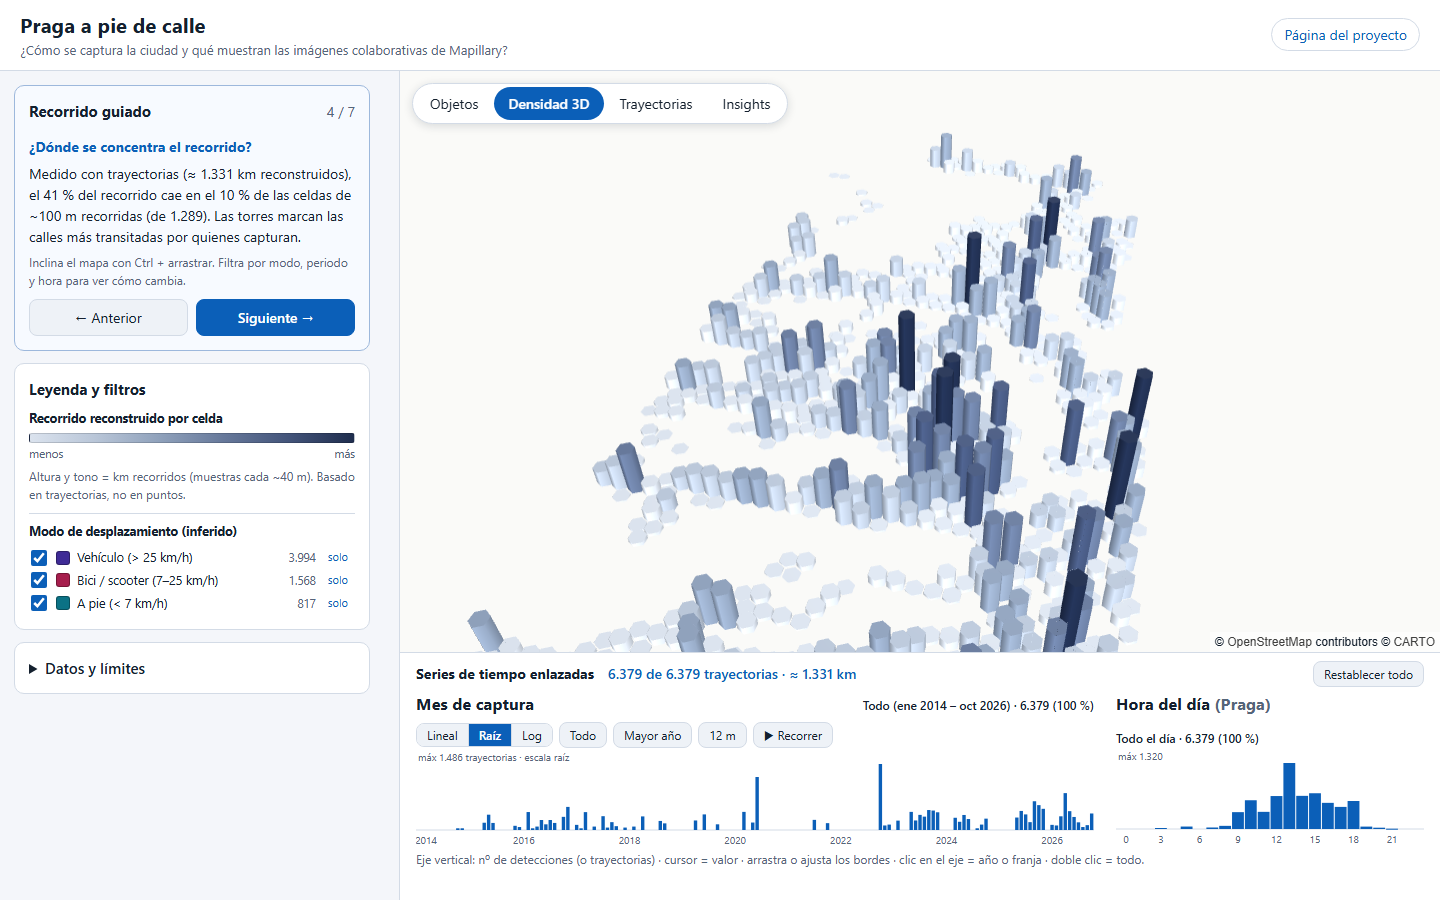 Praga a pie de calle
¿Cómo se captura la ciudad y qué muestran las imágenes colaborativas de Mapillary?
Página del proyecto
Recorrido guiado
4 / 7
¿Dónde se concentra el recorrido?
Medido con trayectorias (≈ 1.331 km reconstruidos),
el 41 % del recorrido cae en el 10 % de las celdas de
~100 m recorridas (de 1.289). Las torres marcan las
calles más transitadas por quienes capturan.
Inclina el mapa con Ctrl + arrastrar. Filtra por modo, periodo
y hora para ver cómo cambia.
← Anterior
Siguiente →
Leyenda y filtros
Recorrido reconstruido por celda
menos
más
Altura y tono = km recorridos (muestras cada ~40 m). Basado
en trayectorias, no en puntos.
Modo de desplazamiento (inferido)
Vehículo (> 25 km/h) 3.994 solo
Bici / scooter (7–25 km/h) 1.568 solo
A pie (< 7 km/h) 817 solo
▶ Datos y límites
Objetos
Densidad 3D
Trayectorias
Insights
© OpenStreetMap contributors © CARTO
Series de tiempo enlazadas
6.379 de 6.379 trayectorias · ≈ 1.331 km
Restablecer todo
Mes de captura
Todo (ene 2014 – oct 2026) · 6.379 (100 %)
Lineal
Raíz
Log
Todo
Mayor año
12 m
▶ Recorrer
máx 1.486 trayectorias · escala raíz
2014 2016 2018 2020 2022 2024 2026
Hora del día (Praga)
Todo el día · 6.379 (100 %)
máx 1.320
0 3 6 9 12 15 18 21
Eje vertical: nº de detecciones (o trayectorias) · cursor = valor · arrastra o ajusta los bordes · clic en el eje = año o franja · doble clic = todo.